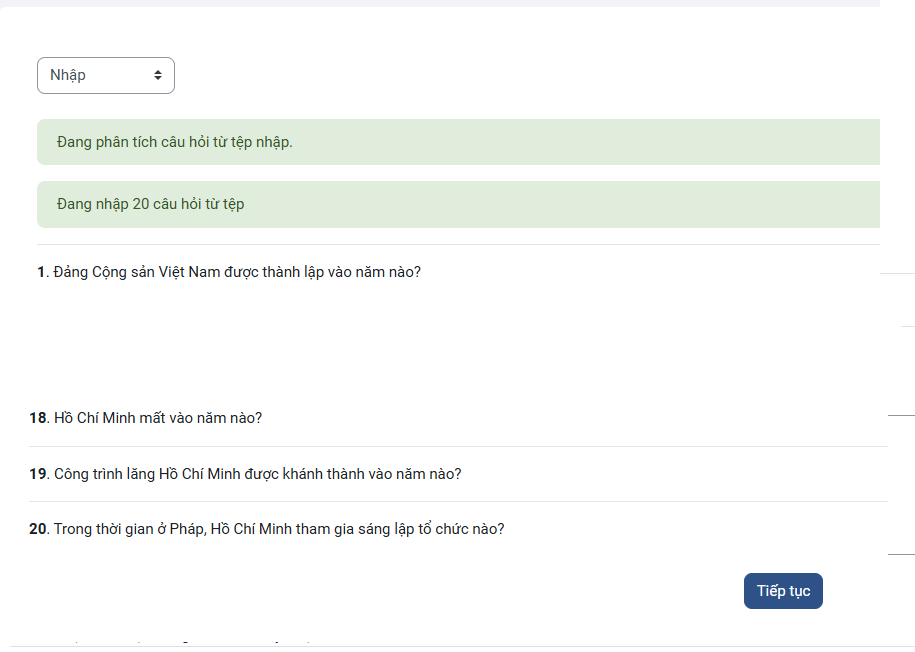 Nhập
Đang phân tích câu hỏi từ tệp nhập.
Đang nhập 20 câu hỏi từ tệp
1. Đảng Cộng sản Việt Nam được thành lập vào năm nào?
18. Hồ Chí Minh mất vào năm nào?
19. Công trình lăng Hồ Chí Minh được khánh thành vào năm nào?
20. Trong thời gian ở Pháp, Hồ Chí Minh tham gia sáng lập tổ chức nào?
Tiếp tục